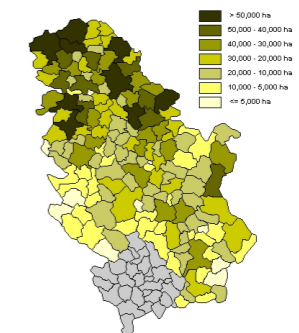 > 50,000 ha
50,000 - 40,000 ha
40,000 - 30,000 ha
30,000 - 20,000 ha
20,000 - 10,000 ha
10,000 - 5,000 ha
<= 5,000 ha